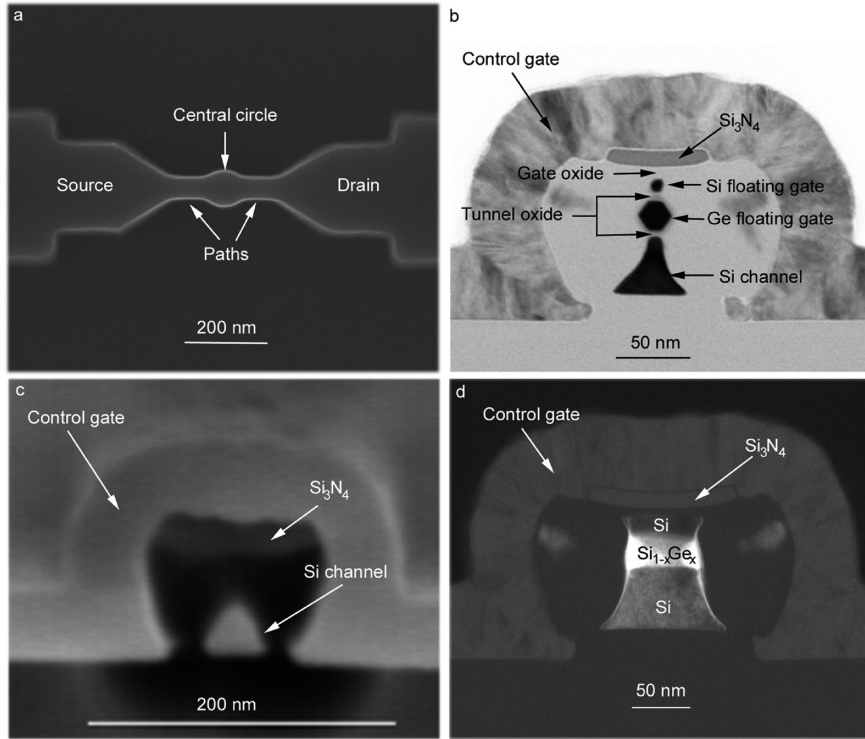 a
Central circle
Source
Drain
Paths
200 nm
b
Control gate
Si3N4
Gate oxide
Si floating gate
Tunnel oxide
Ge floating gate
Si channel
50 nm
c
Control gate
Si3N4
Si channel
200 nm
d
Control gate
Si3N4
Si
Si1-xGex
Si
50 nm